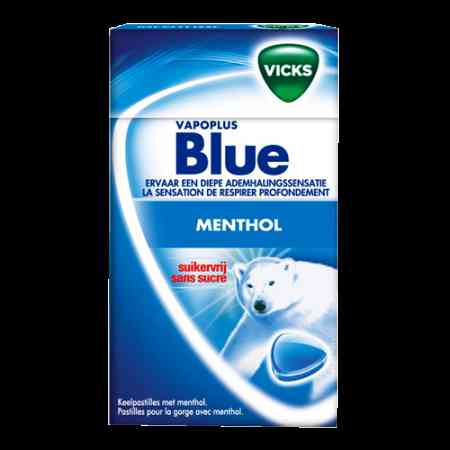 VICKS
VAPOPLUS
Blue
ERVAAR EEN DIEPE ADEMHALINGSSENSATIE
LA SENSATION DE RESPIRER PROFONDEMENT
MENTHOL
suikervrij
sans sucre
Keelpastilles met menthol.
Pastilles pour la gorge avec menthol.